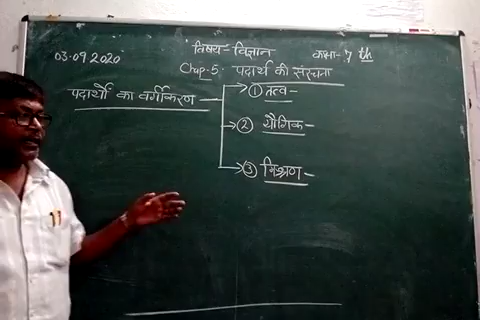 03.09.2020 विषय - विज्ञान कक्षा - 7 th
Chap-5. पदार्थ की संरचना
पदार्थो का वर्गीकरण
① तत्व -
② यौगिक -
③ मिश्रण -